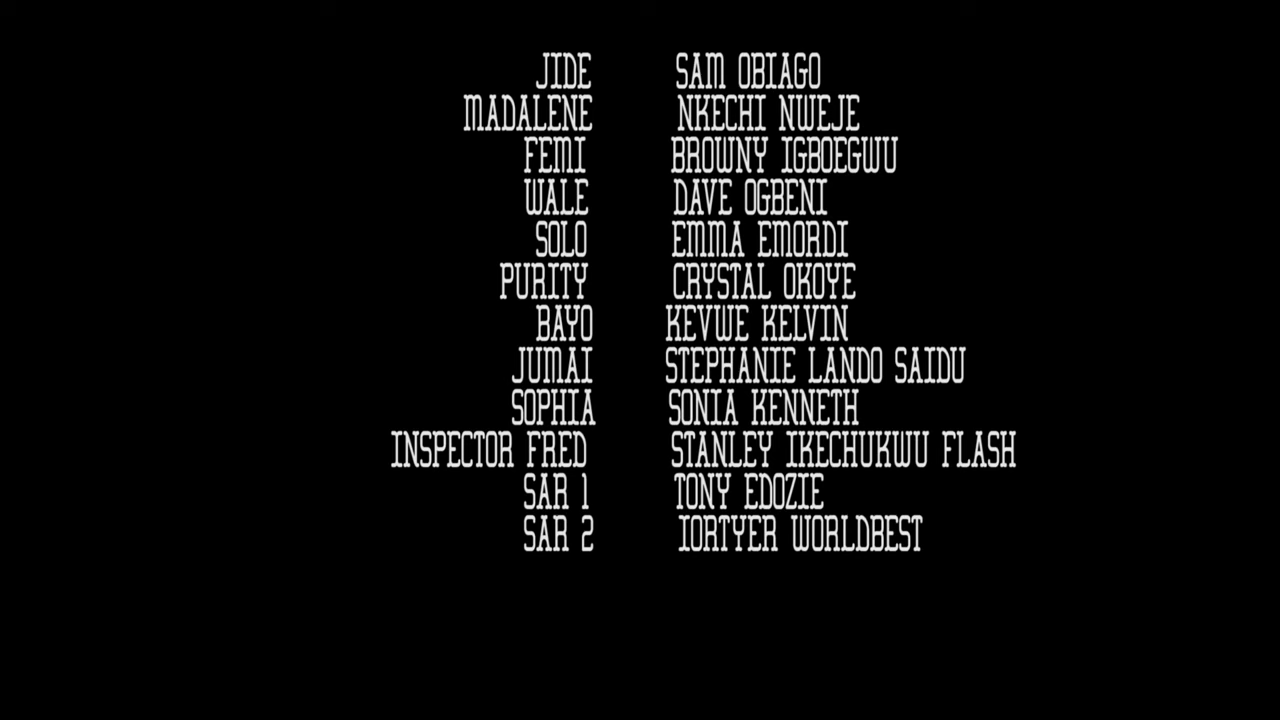 JIDE SAM OBIAGO
MADALENE NKECHI NWEJE
FEMI BROWNY IGBOEGWU
WALE DAVE OGBENI
SOLO EMMA EMORDI
PURITY CRYSTAL OKOYE
BAYO KEVWE KELVIN
JUMAI STEPHANIE LANDO SAIDU
SOPHIA SONIA KENNETH
INSPECTOR FRED STANLEY IKECHUKWU FLASH
SAR 1 TONY EDOZIE
SAR 2 IORTYER WORLDBEST